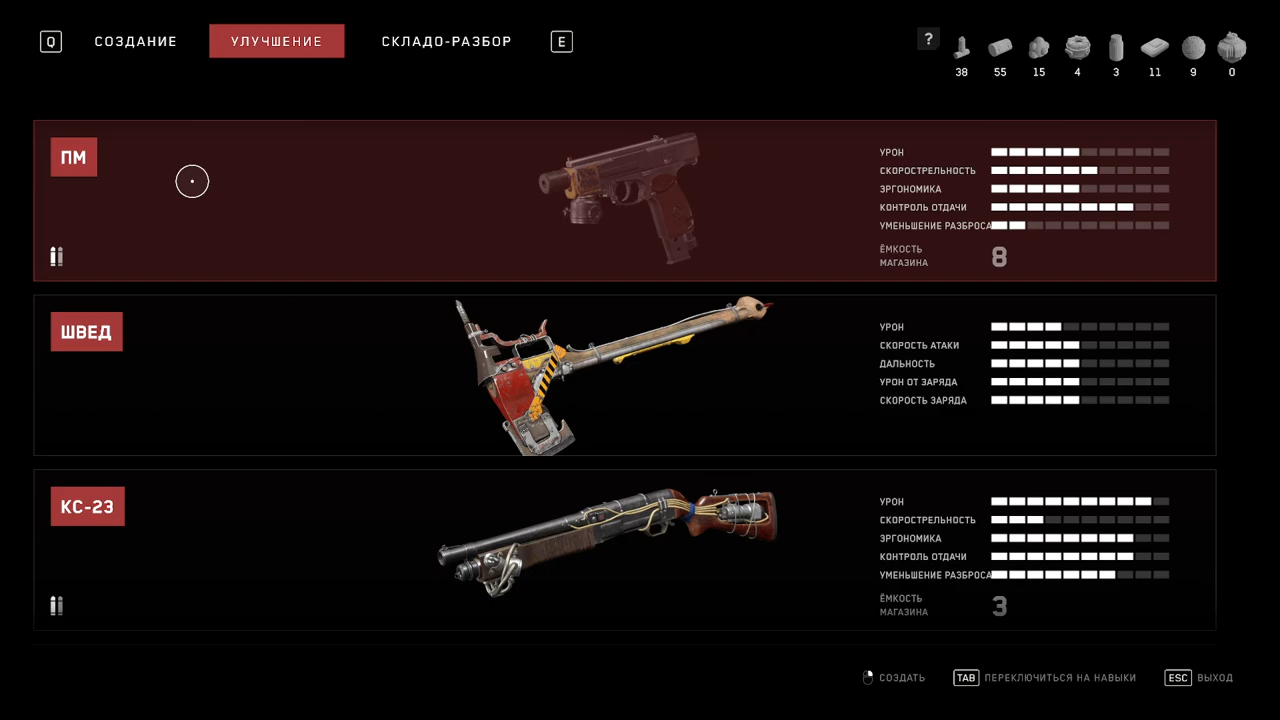 Q СОЗДАНИЕ УЛУЧШЕНИЕ СКЛАДО-РАЗБОР E ?
38 55 15 4 3 11 9 0
ПМ
УРОН
СКОРОСТРЕЛЬНОСТЬ
ЭРГОНОМИКА
КОНТРОЛЬ ОТДАЧИ
УМЕНЬШЕНИЕ РАЗБРОСА
ЁМКОСТЬ
МАГАЗИНА
8
ШВЕД
УРОН
СКОРОСТЬ АТАКИ
ДАЛЬНОСТЬ
УРОН ОТ ЗАРЯДА
СКОРОСТЬ ЗАРЯДА
КС-23
УРОН
СКОРОСТРЕЛЬНОСТЬ
ЭРГОНОМИКА
КОНТРОЛЬ ОТДАЧИ
УМЕНЬШЕНИЕ РАЗБРОСА
ЁМКОСТЬ
МАГАЗИНА
3
СОЗДАТЬ TAB ПЕРЕКЛЮЧИТЬСЯ НА НАВЫКИ ESC ВЫХОД